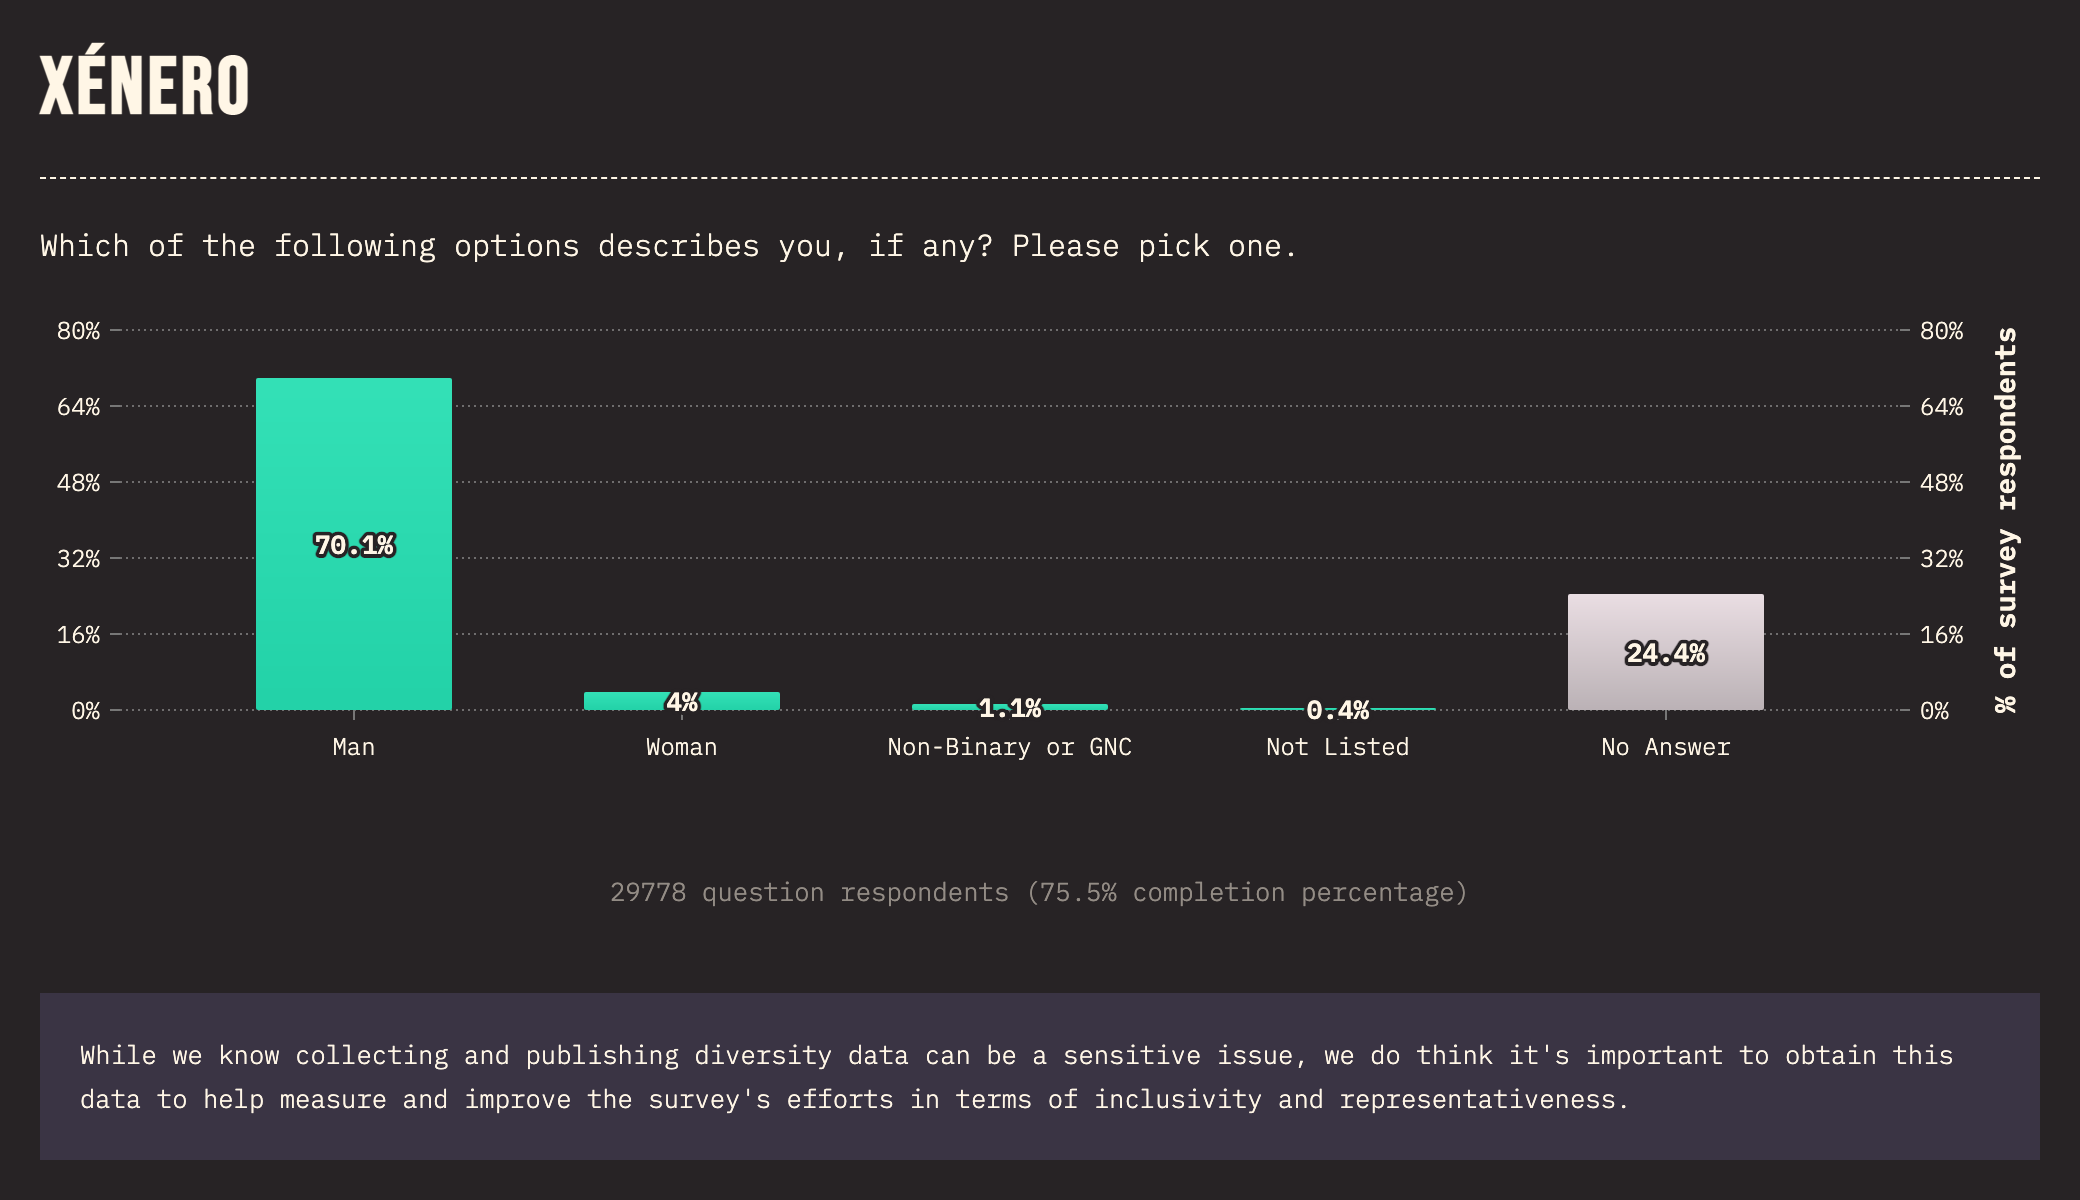 XÉNERO
Which of the following options describes you, if any? Please pick one.
80%
64%
48%
32%
16%
0%
80%
64%
48%
32%
16%
0%
% of survey respondents
70.1%
4%
1.1%
0.4%
24.4%
Man
Woman
Non-Binary or GNC
Not Listed
No Answer
29778 question respondents (75.5% completion percentage)
While we know collecting and publishing diversity data can be a sensitive issue, we do think it's important to obtain this
data to help measure and improve the survey's efforts in terms of inclusivity and representativeness.